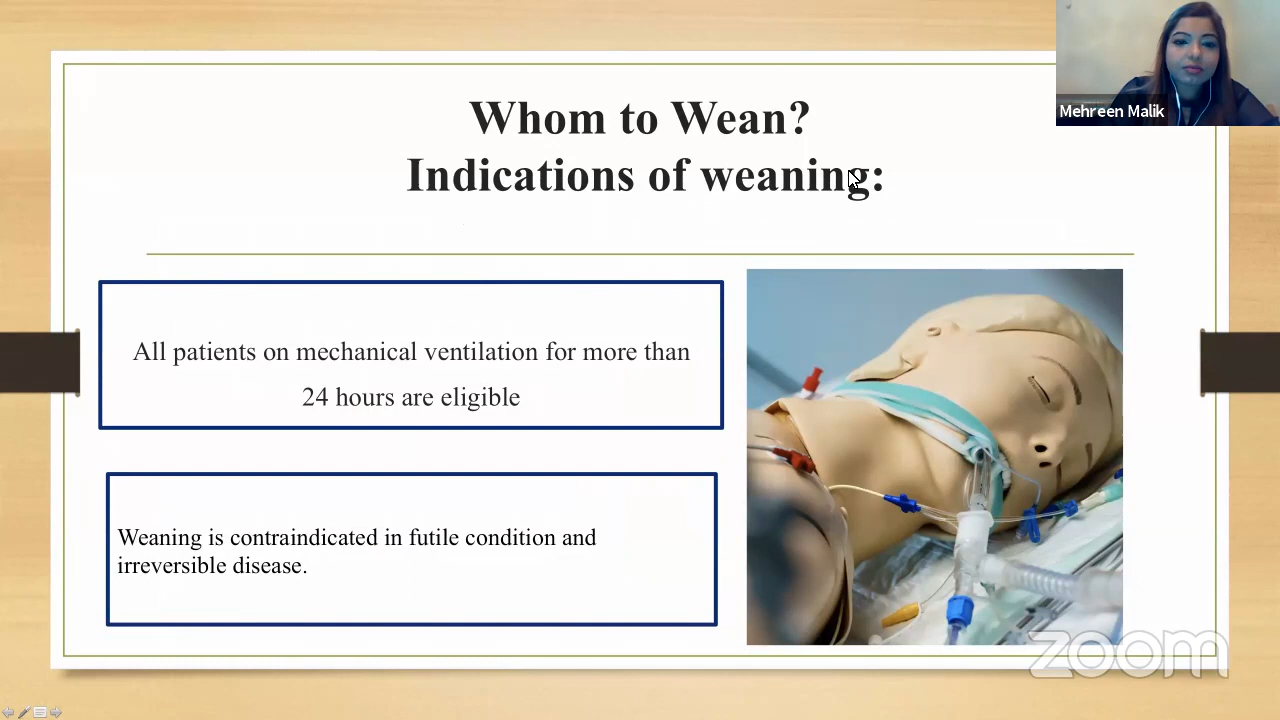 Whom to Wean?
Indications of weaning:
Mehreen Malik
All patients on mechanical ventilation for more than
24 hours are eligible
Weaning is contraindicated in futile condition and
irreversible disease.
zoom